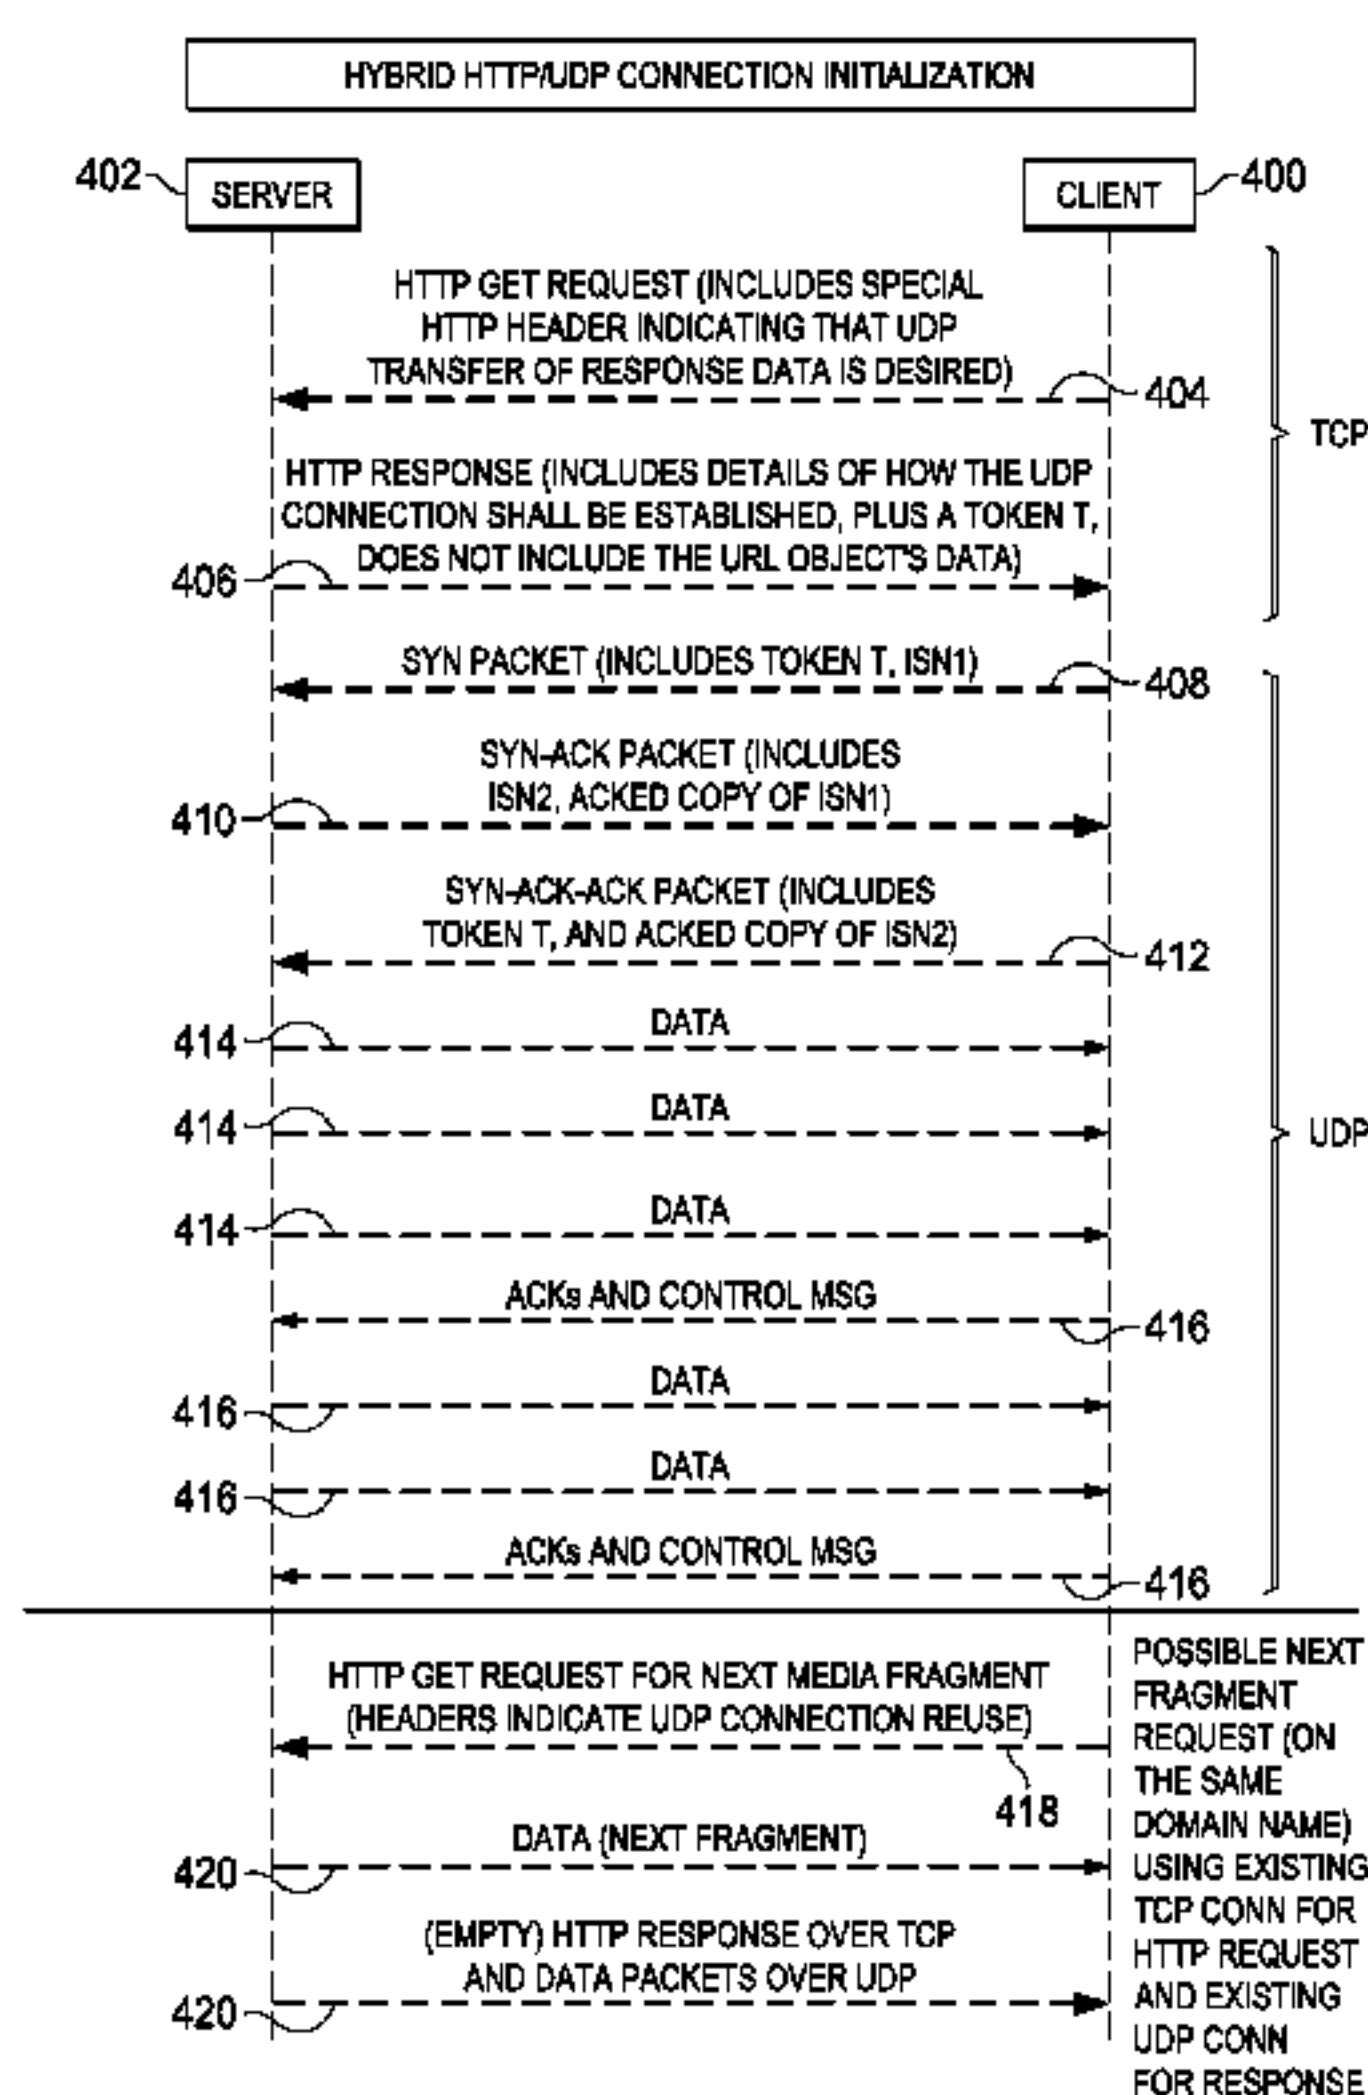 HYBRID HTTP/UDP CONNECTION INITIALIZATION
402
SERVER
CLIENT
400
HTTP GET REQUEST (INCLUDES SPECIAL
HTTP HEADER INDICATING THAT UDP
TRANSFER OF RESPONSE DATA IS DESIRED)
404
TCP
HTTP RESPONSE (INCLUDES DETAILS OF HOW THE UDP
CONNECTION SHALL BE ESTABLISHED, PLUS A TOKEN T,
DOES NOT INCLUDE THE URL OBJECT'S DATA)
406
SYN PACKET (INCLUDES TOKEN T, ISN1)
408
SYN-ACK PACKET (INCLUDES
ISN2, ACKED COPY OF ISN1)
410
SYN-ACK-ACK PACKET (INCLUDES
TOKEN T, AND ACKED COPY OF ISN2)
412
DATA
414
DATA
414
UDP
DATA
414
ACKs AND CONTROL MSG
416
DATA
416
DATA
416
ACKs AND CONTROL MSG
416
HTTP GET REQUEST FOR NEXT MEDIA FRAGMENT
(HEADERS INDICATE UDP CONNECTION REUSE)
418
DATA (NEXT FRAGMENT)
420
(EMPTY) HTTP RESPONSE OVER TCP
AND DATA PACKETS OVER UDP
420
POSSIBLE NEXT
FRAGMENT
REQUEST (ON
THE SAME
DOMAIN NAME)
USING EXISTING
TCP CONN FOR
HTTP REQUEST
AND EXISTING
UDP CONN
FOR RESPONSE